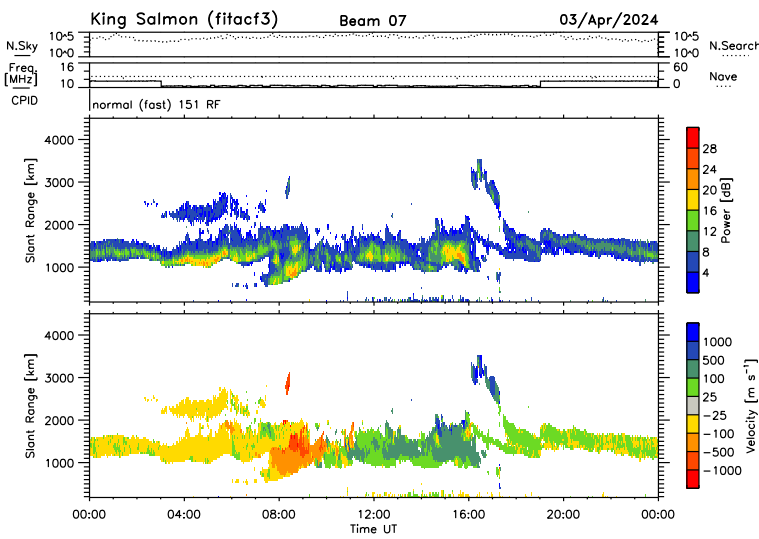 King Salmon (fitacf3) Beam 07 03/Apr/2024
N.Sky 10^5 10^0 10^5 10^0 N.Search
Freq [MHz] 16 10 60 0 Nave
CPID normal (fast) 151 RF
Slant Range [km] 4000 3000 2000 1000
28 24 20 16 12 8 4 Power [dB]
Slant Range [km] 4000 3000 2000 1000
1000 500 100 25 -25 -100 -500 -1000 Velocity [m s⁻¹]
00:00 04:00 08:00 12:00 16:00 20:00 00:00
Time UT